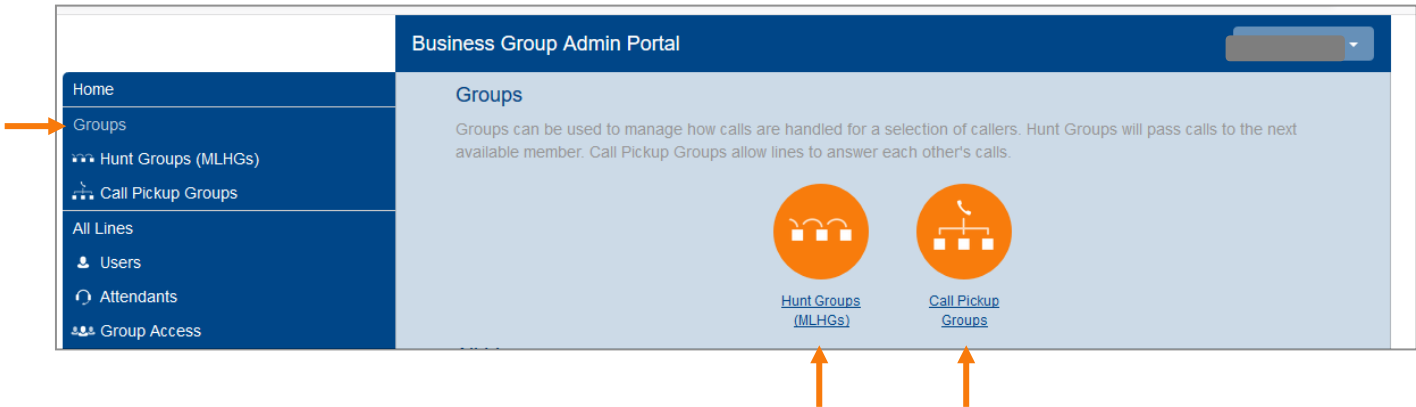 Business Group Admin Portal
Home
Groups
Hunt Groups (MLHGs)
Call Pickup Groups
All Lines
Users
Attendants
Group Access
Groups
Groups can be used to manage how calls are handled for a selection of callers. Hunt Groups will pass calls to the next
available member. Call Pickup Groups allow lines to answer each other's calls.
Hunt Groups
(MLHGs)
Call Pickup
Groups